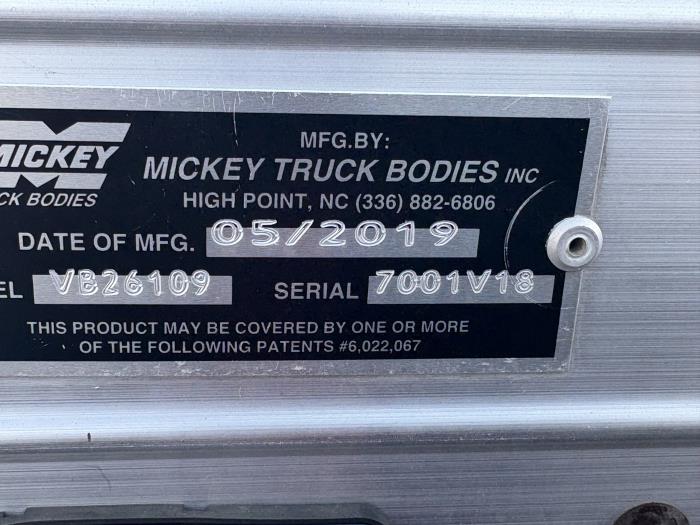 MICKEY
CK BODIES
MFG.BY:
MICKEY TRUCK BODIES INC
HIGH POINT, NC (336) 882-6806
DATE OF MFG. 05/2019
EL VB26109 SERIAL 7001V18
THIS PRODUCT MAY BE COVERED BY ONE OR MORE
OF THE FOLLOWING PATENTS #6,022,067